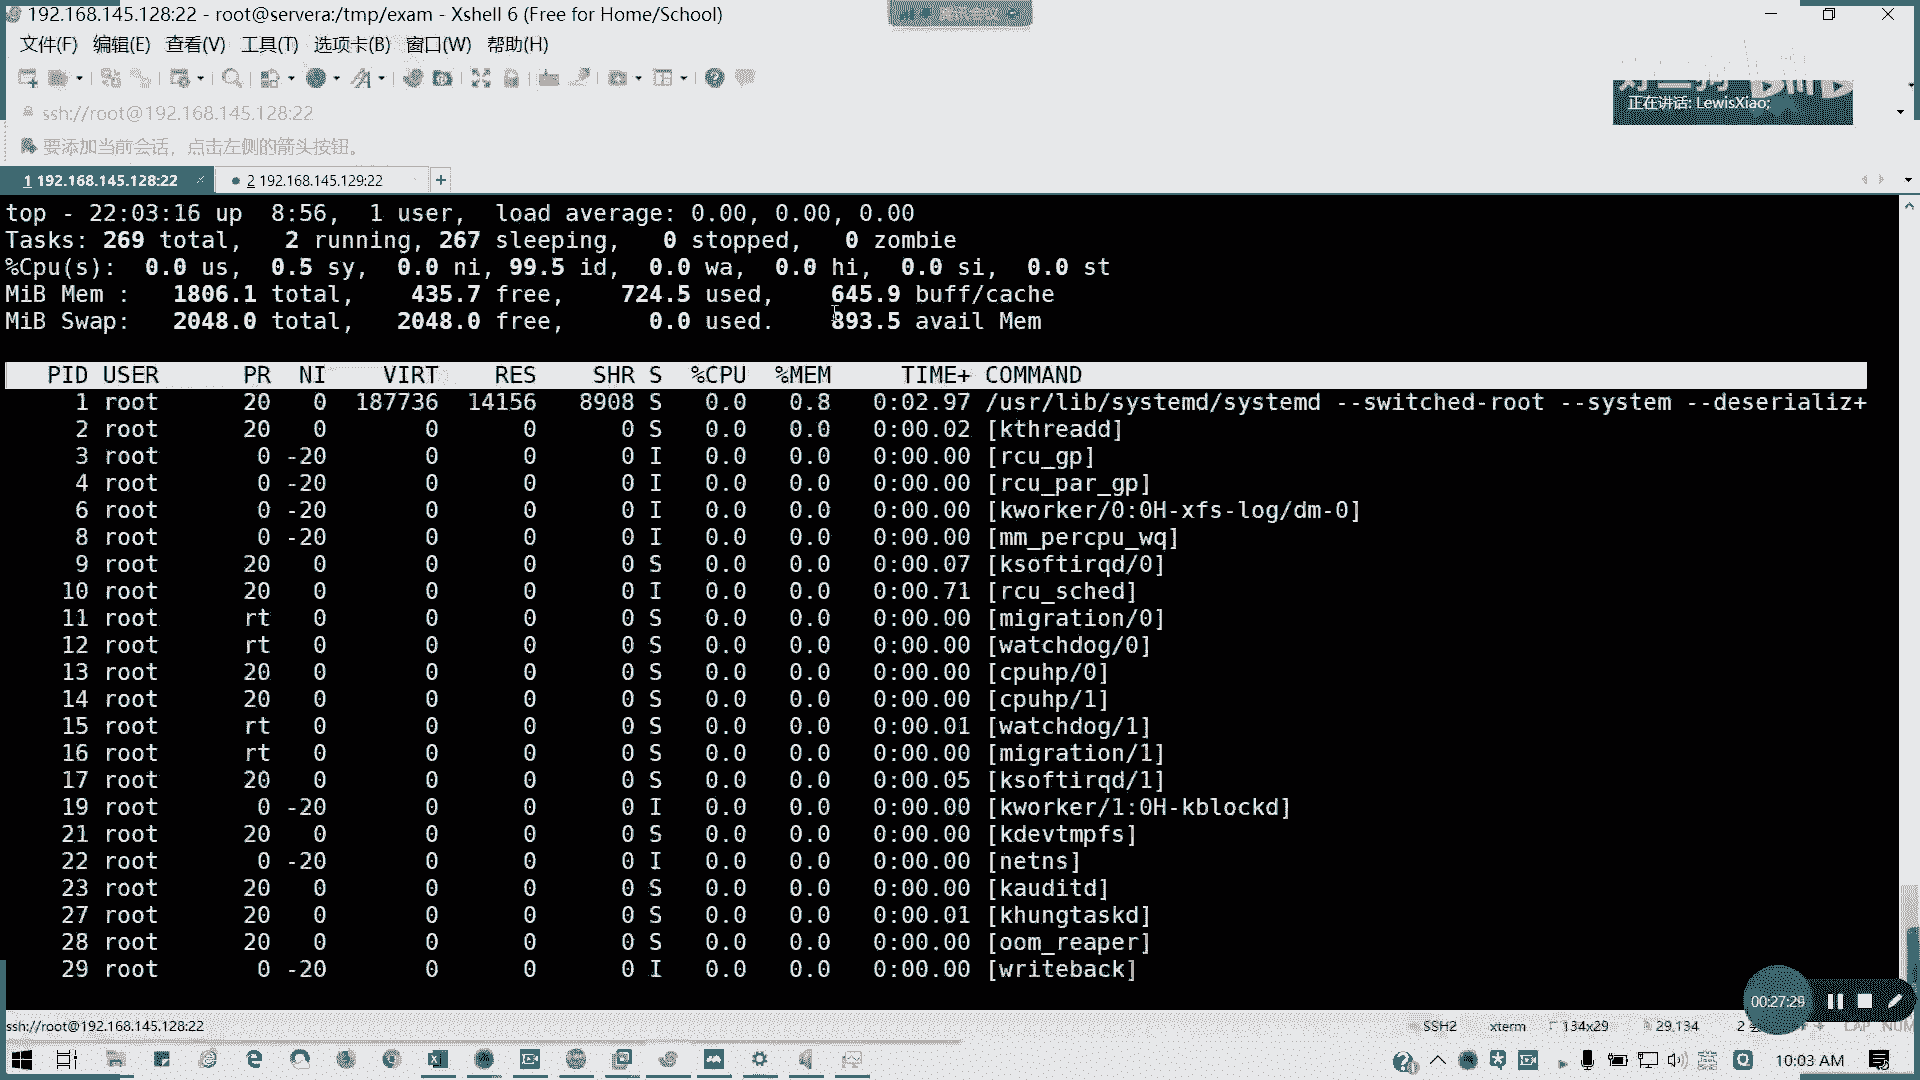 192.168.145.128:22 - root@servera:/tmp/exam - Xshell 6 (Free for Home/School)
文件(F) 编辑(E) 查看(V) 工具(T) 选项卡(B) 窗口(W) 帮助(H)
ssh://root@192.168.145.128:22
正在讲话: LewisXiao;
要添加当前会话，点击左侧的箭头按钮。
1 192.168.145.128:22 2 192.168.145.129:22 +
top - 22:03:16 up  8:56,  1 user,  load average: 0.00, 0.00, 0.00
Tasks: 269 total,   2 running, 267 sleeping,   0 stopped,   0 zombie
%Cpu(s):  0.0 us,  0.5 sy,  0.0 ni, 99.5 id,  0.0 wa,  0.0 hi,  0.0 si,  0.0 st
MiB Mem :   1806.1 total,    435.7 free,    724.5 used,    645.9 buff/cache
MiB Swap:   2048.0 total,   2048.0 free,      0.0 used.    893.5 avail Mem
PID USER      PR  NI    VIRT    RES    SHR S  %CPU  %MEM     TIME+ COMMAND
1 root      20   0  187736  14156   8908 S   0.0   0.8   0:02.97 /usr/lib/systemd/systemd --switched-root --system --deserializ+
2 root      20   0       0      0      0 S   0.0   0.0   0:00.02 [kthreadd]
3 root       0 -20       0      0      0 I   0.0   0.0   0:00.00 [rcu_gp]
4 root       0 -20       0      0      0 I   0.0   0.0   0:00.00 [rcu_par_gp]
6 root       0 -20       0      0      0 I   0.0   0.0   0:00.00 [kworker/0:0H-xfs-log/dm-0]
8 root       0 -20       0      0      0 I   0.0   0.0   0:00.00 [mm_percpu_wq]
9 root      20   0       0      0      0 S   0.0   0.0   0:00.07 [ksoftirqd/0]
10 root      20   0       0      0      0 I   0.0   0.0   0:00.71 [rcu_sched]
11 root      rt   0       0      0      0 S   0.0   0.0   0:00.00 [migration/0]
12 root      rt   0       0      0      0 S   0.0   0.0   0:00.00 [watchdog/0]
13 root      20   0       0      0      0 S   0.0   0.0   0:00.00 [cpuhp/0]
14 root      20   0       0      0      0 S   0.0   0.0   0:00.00 [cpuhp/1]
15 root      rt   0       0      0      0 S   0.0   0.0   0:00.01 [watchdog/1]
16 root      rt   0       0      0      0 S   0.0   0.0   0:00.00 [migration/1]
17 root      20   0       0      0      0 S   0.0   0.0   0:00.05 [ksoftirqd/1]
19 root       0 -20       0      0      0 I   0.0   0.0   0:00.00 [kworker/1:0H-kblockd]
21 root      20   0       0      0      0 S   0.0   0.0   0:00.00 [kdevtmpfs]
22 root       0 -20       0      0      0 I   0.0   0.0   0:00.00 [netns]
23 root      20   0       0      0      0 S   0.0   0.0   0:00.00 [kauditd]
27 root      20   0       0      0      0 S   0.0   0.0   0:00.01 [khungtaskd]
28 root      20   0       0      0      0 S   0.0   0.0   0:00.00 [oom_reaper]
29 root       0 -20       0      0      0 I   0.0   0.0   0:00.00 [writeback]
00:27:29
ssh://root@192.168.145.128:22 SSH2 xterm 134x29 29,134 2 CAP NUM
10:03 AM